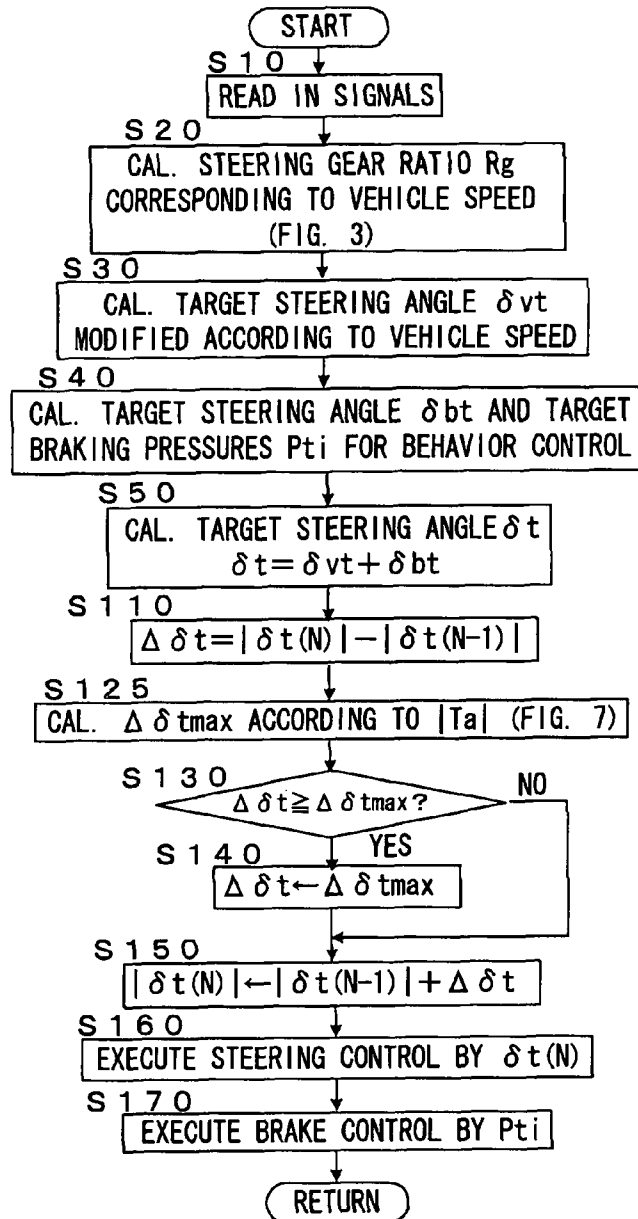 START
S10
READ IN SIGNALS
S20
CAL. STEERING GEAR RATIO Rg
CORRESPONDING TO VEHICLE SPEED
(FIG. 3)
S30
CAL. TARGET STEERING ANGLE δvt
MODIFIED ACCORDING TO VEHICLE SPEED
S40
CAL. TARGET STEERING ANGLE δbt AND TARGET
BRAKING PRESSURES Pti FOR BEHAVIOR CONTROL
S50
CAL. TARGET STEERING ANGLE δt
δt=δvt+δbt
S110
Δδt=|δt(N)|−|δt(N-1)|
S125
CAL. Δδtmax ACCORDING TO |Ta| (FIG. 7)
S130
Δδt≧Δδtmax?
NO
YES
S140
Δδt←Δδtmax
S150
|δt(N)|←|δt(N-1)|+Δδt
S160
EXECUTE STEERING CONTROL BY δt(N)
S170
EXECUTE BRAKE CONTROL BY Pti
RETURN